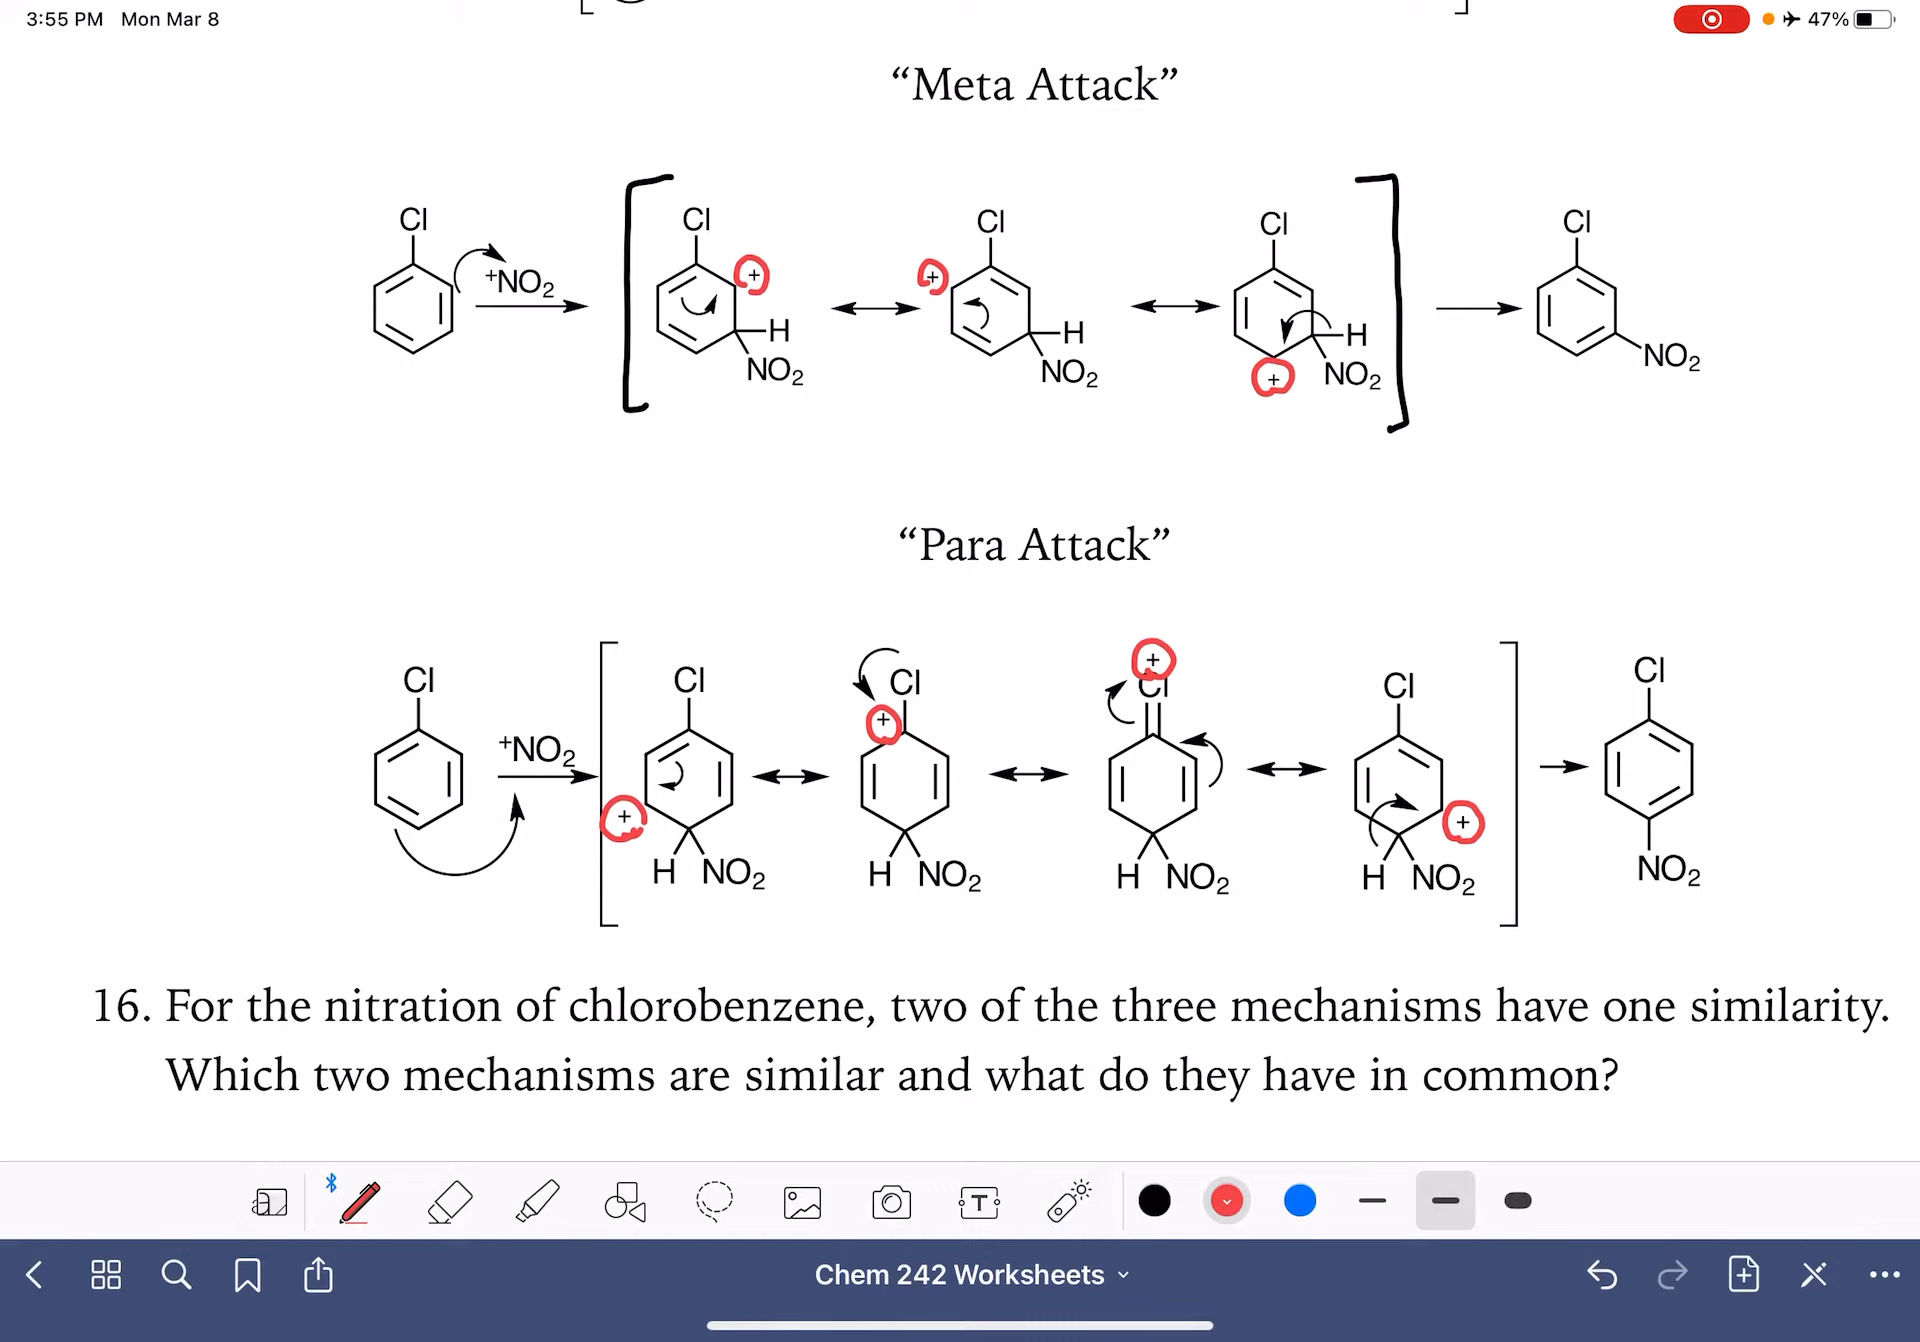 3:55 PM Mon Mar 8
47%
“Meta Attack”
Cl Cl Cl Cl Cl
+NO2 + + 
H H H
NO2 NO2 + NO2 NO2
“Para Attack”
Cl Cl Cl + Cl Cl Cl
+NO2 +
+ +
H NO2 H NO2 H NO2 H NO2 NO2
16. For the nitration of chlorobenzene, two of the three mechanisms have one similarity.
Which two mechanisms are similar and what do they have in common?
a T
Chem 242 Worksheets